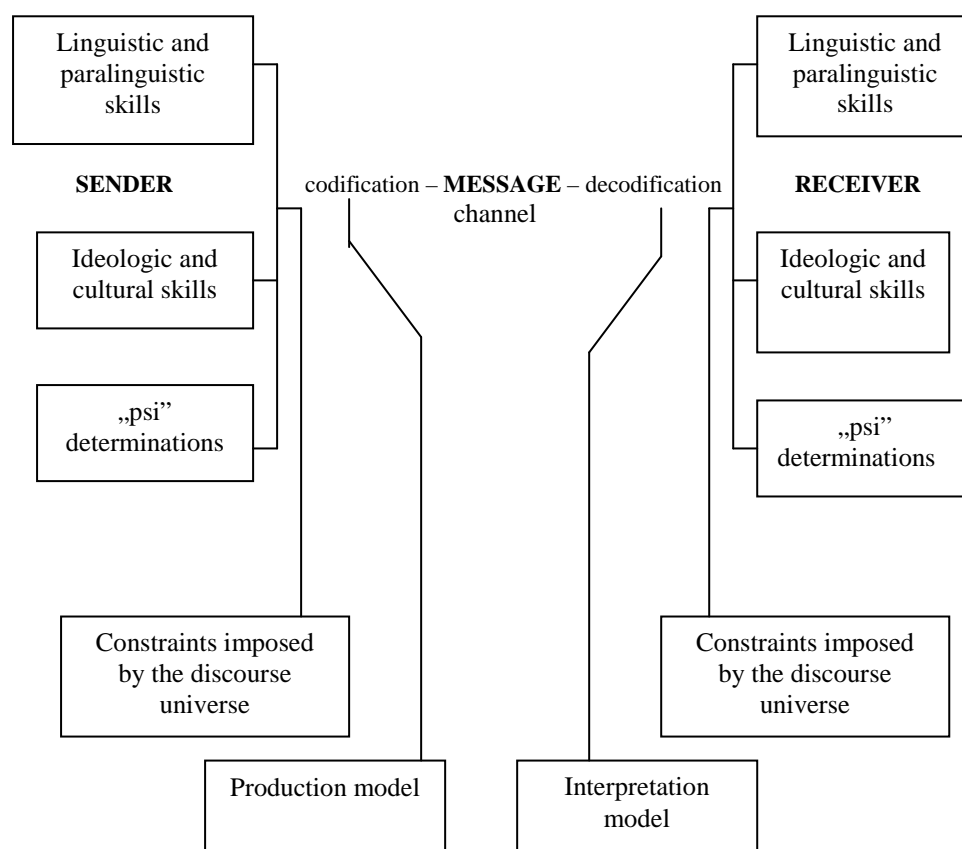 Linguistic and
paralinguistic
skills
Linguistic and
paralinguistic
skills
SENDER
codification – MESSAGE – decodification
channel
RECEIVER
Ideologic and
cultural skills
Ideologic and
cultural skills
„psi”
determinations
„psi”
determinations
Constraints imposed
by the discourse
universe
Constraints imposed
by the discourse
universe
Production model
Interpretation
model